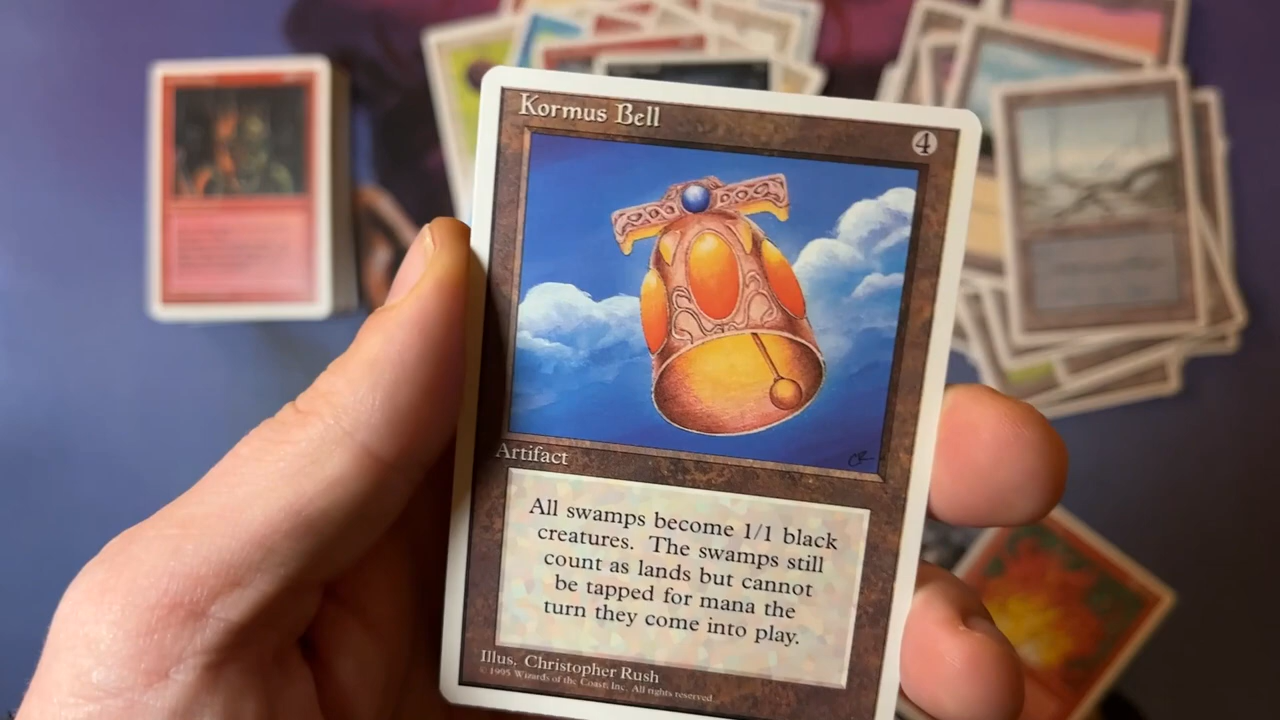 Kormus Bell
4
CR
Artifact
All swamps become 1/1 black
creatures. The swamps still
count as lands but cannot
be tapped for mana the
turn they come into play.
Illus. Christopher Rush
© 1995 Wizards of the Coast, Inc. All rights reserved.